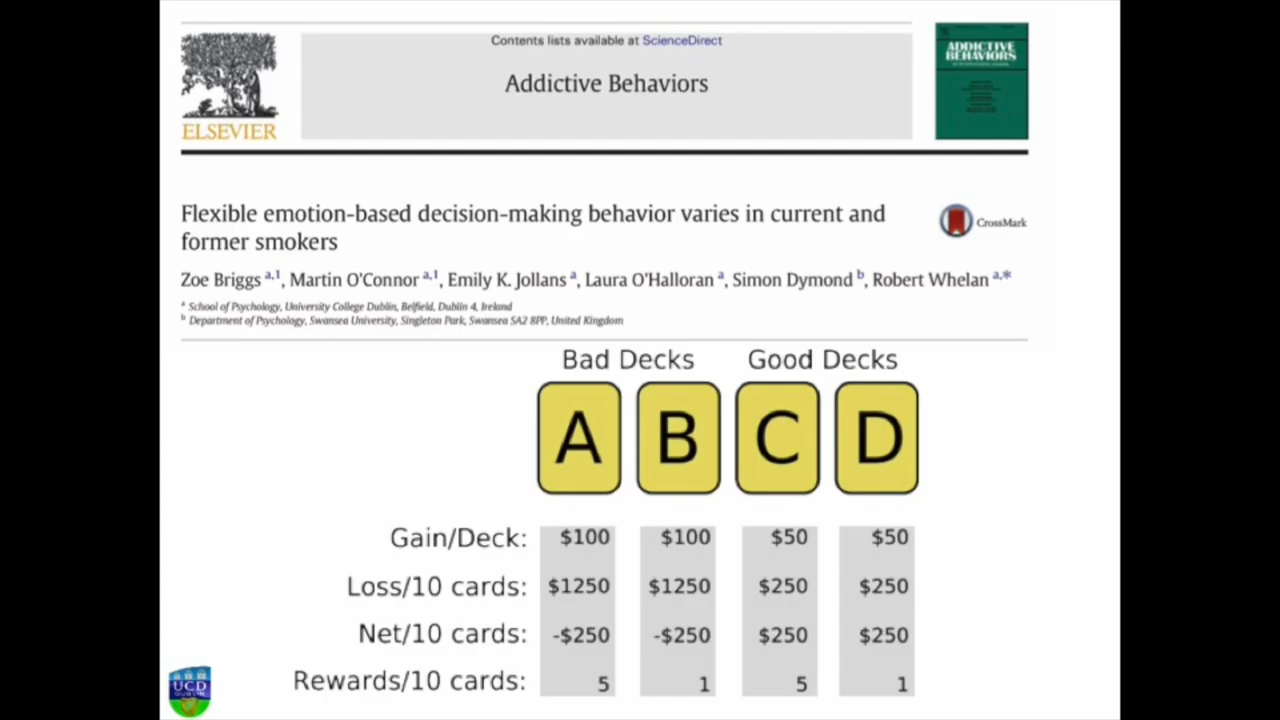 Contents lists available at ScienceDirect
Addictive Behaviors
ELSEVIER
ADDICTIVE
BEHAVIORS
Flexible emotion-based decision-making behavior varies in current and
former smokers
CrossMark
Zoe Briggs a,1, Martin O'Connor a,1, Emily K. Jollans a, Laura O'Halloran a, Simon Dymond b, Robert Whelan a,*
a School of Psychology, University College Dublin, Belfield, Dublin 4, Ireland
b Department of Psychology, Swansea University, Singleton Park, Swansea SA2 8PP, United Kingdom
Bad Decks Good Decks
A B C D
Gain/Deck: $100 $100 $50 $50
Loss/10 cards: $1250 $1250 $250 $250
Net/10 cards: -$250 -$250 $250 $250
Rewards/10 cards: 5 1 5 1
UCD
DUBLIN